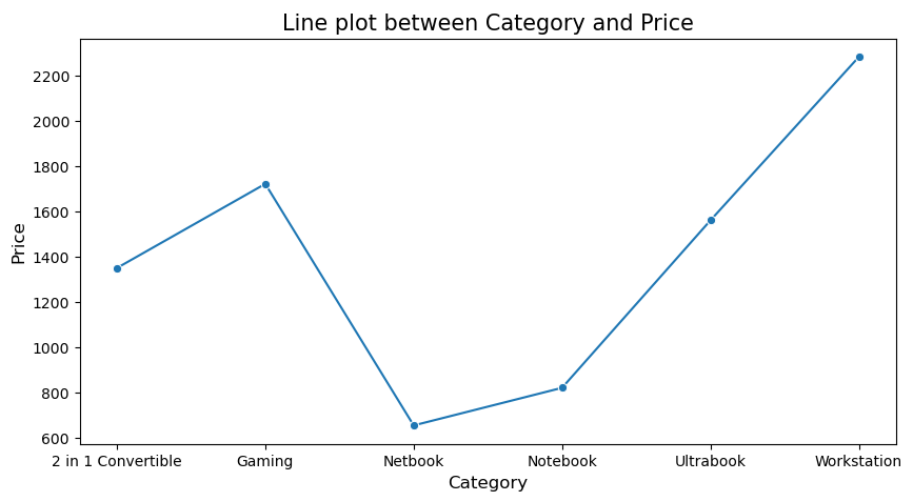 Line plot between Category and Price
2200
2000
1800
1600
1400
1200
1000
800
600
Price
2 in 1 Convertible Gaming Netbook Notebook Ultrabook Workstation
Category